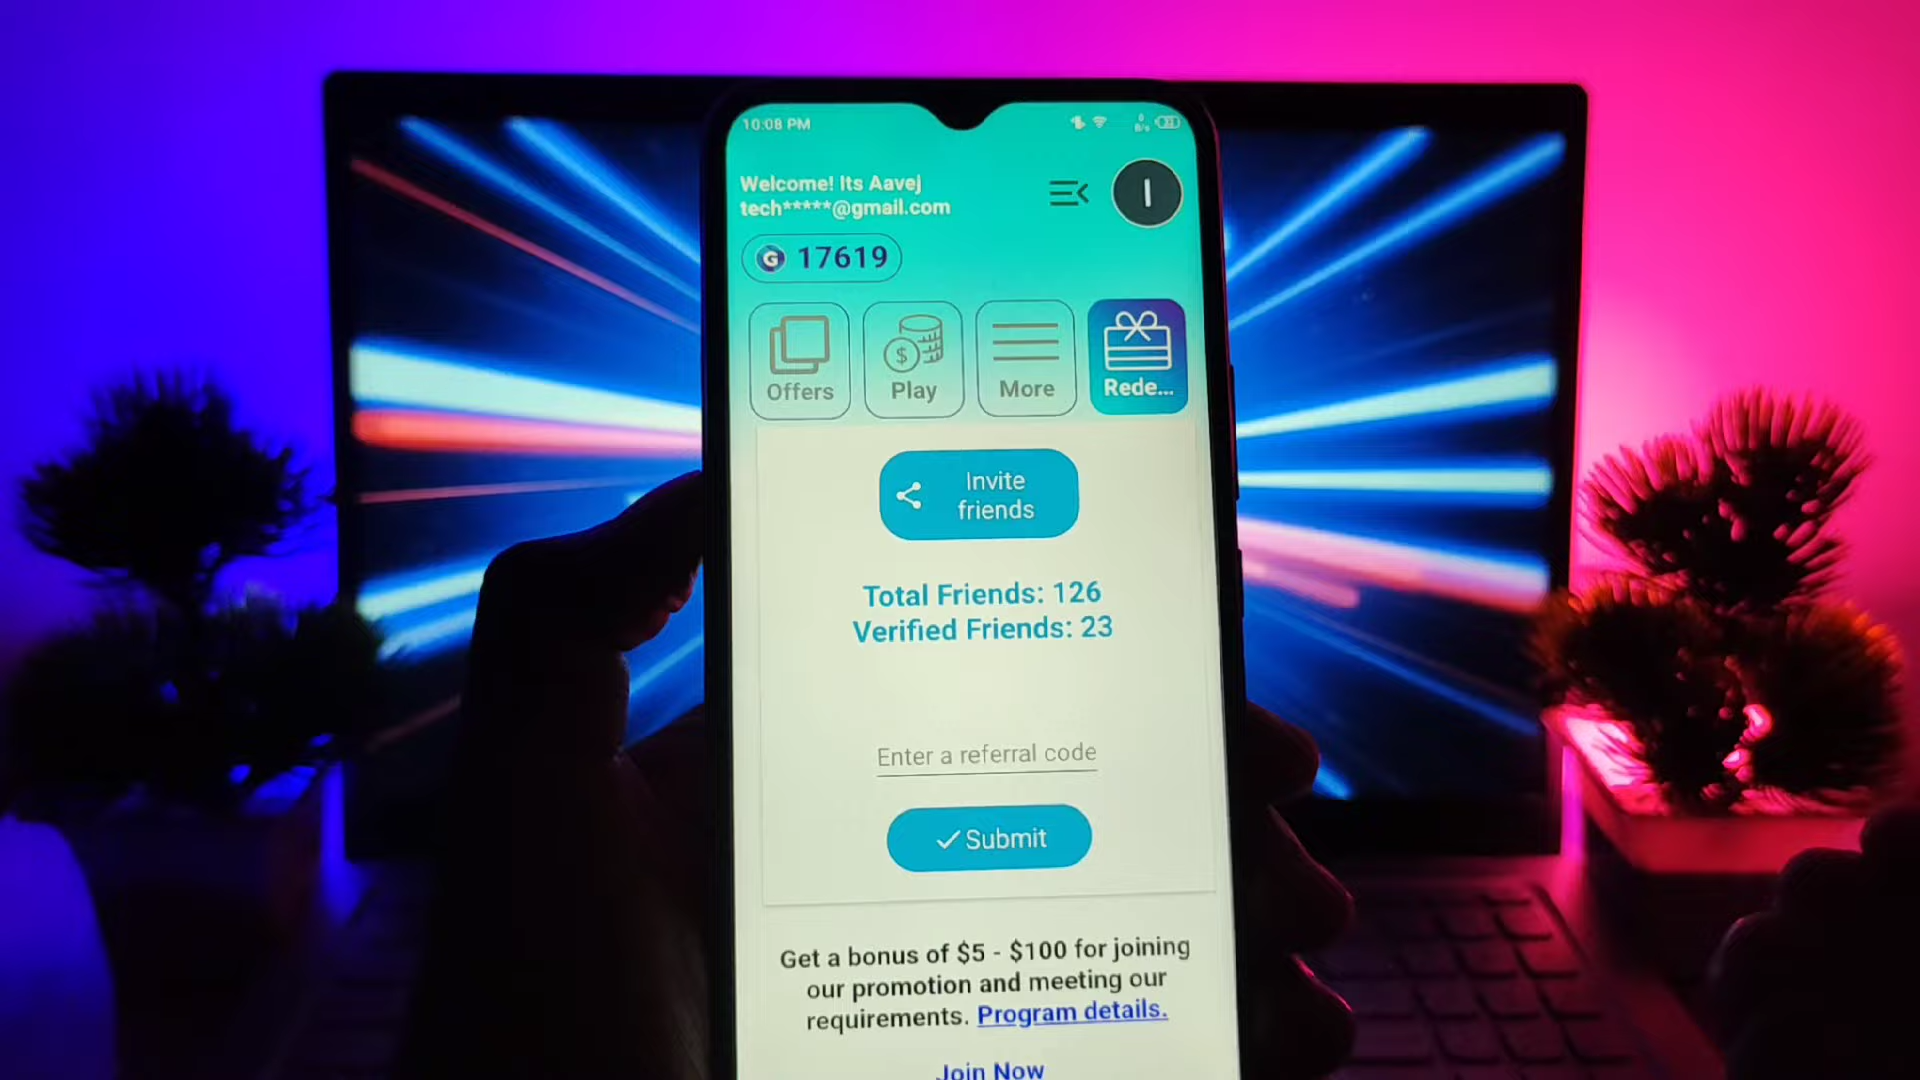 10:08 PM
Welcome! Its Aavej
tech*****@gmail.com
G 17619
Offers
Play
More
Rede...
I
Invite
friends
Total Friends: 126
Verified Friends: 23
Enter a referral code
Submit
Get a bonus of $5 - $100 for joining
our promotion and meeting our
requirements. Program details.
Join Now